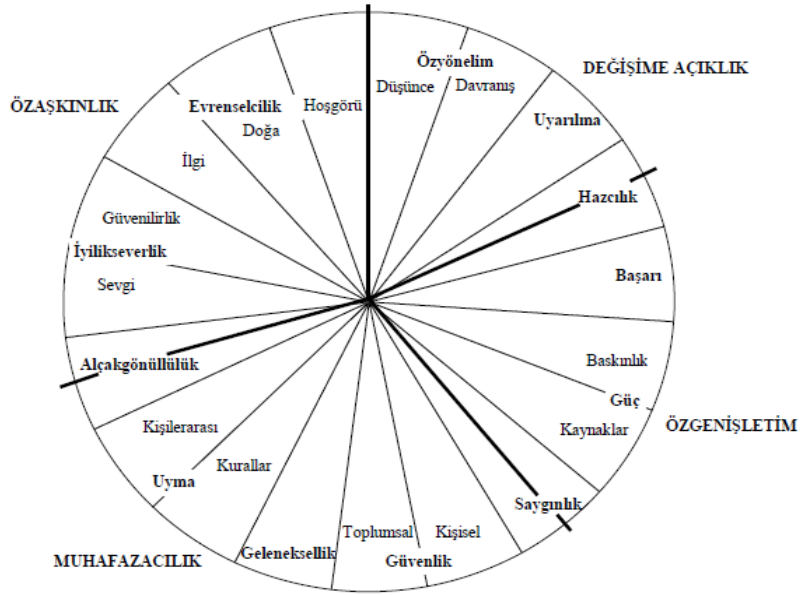 Özyönelim
DEĞİŞİME AÇIKLIK
Düşünce
Davranış
ÖZAŞKINLIK
Evrenselcilik
Hoşgörü
Doğa
Uyarılma
İlgi
Hazcılık
Güvenilirlik
İyilikseverlik
Sevgi
Başarı
Alçakgönüllülük
Baskınlık
Güç
Kaynaklar
ÖZGENİŞLETİM
Kişilerarası
Kurallar
Uyma
Saygınlık
Toplumsal
Kişisel
Geleneksellik
Güvenlik
MUHAFAZACILIK